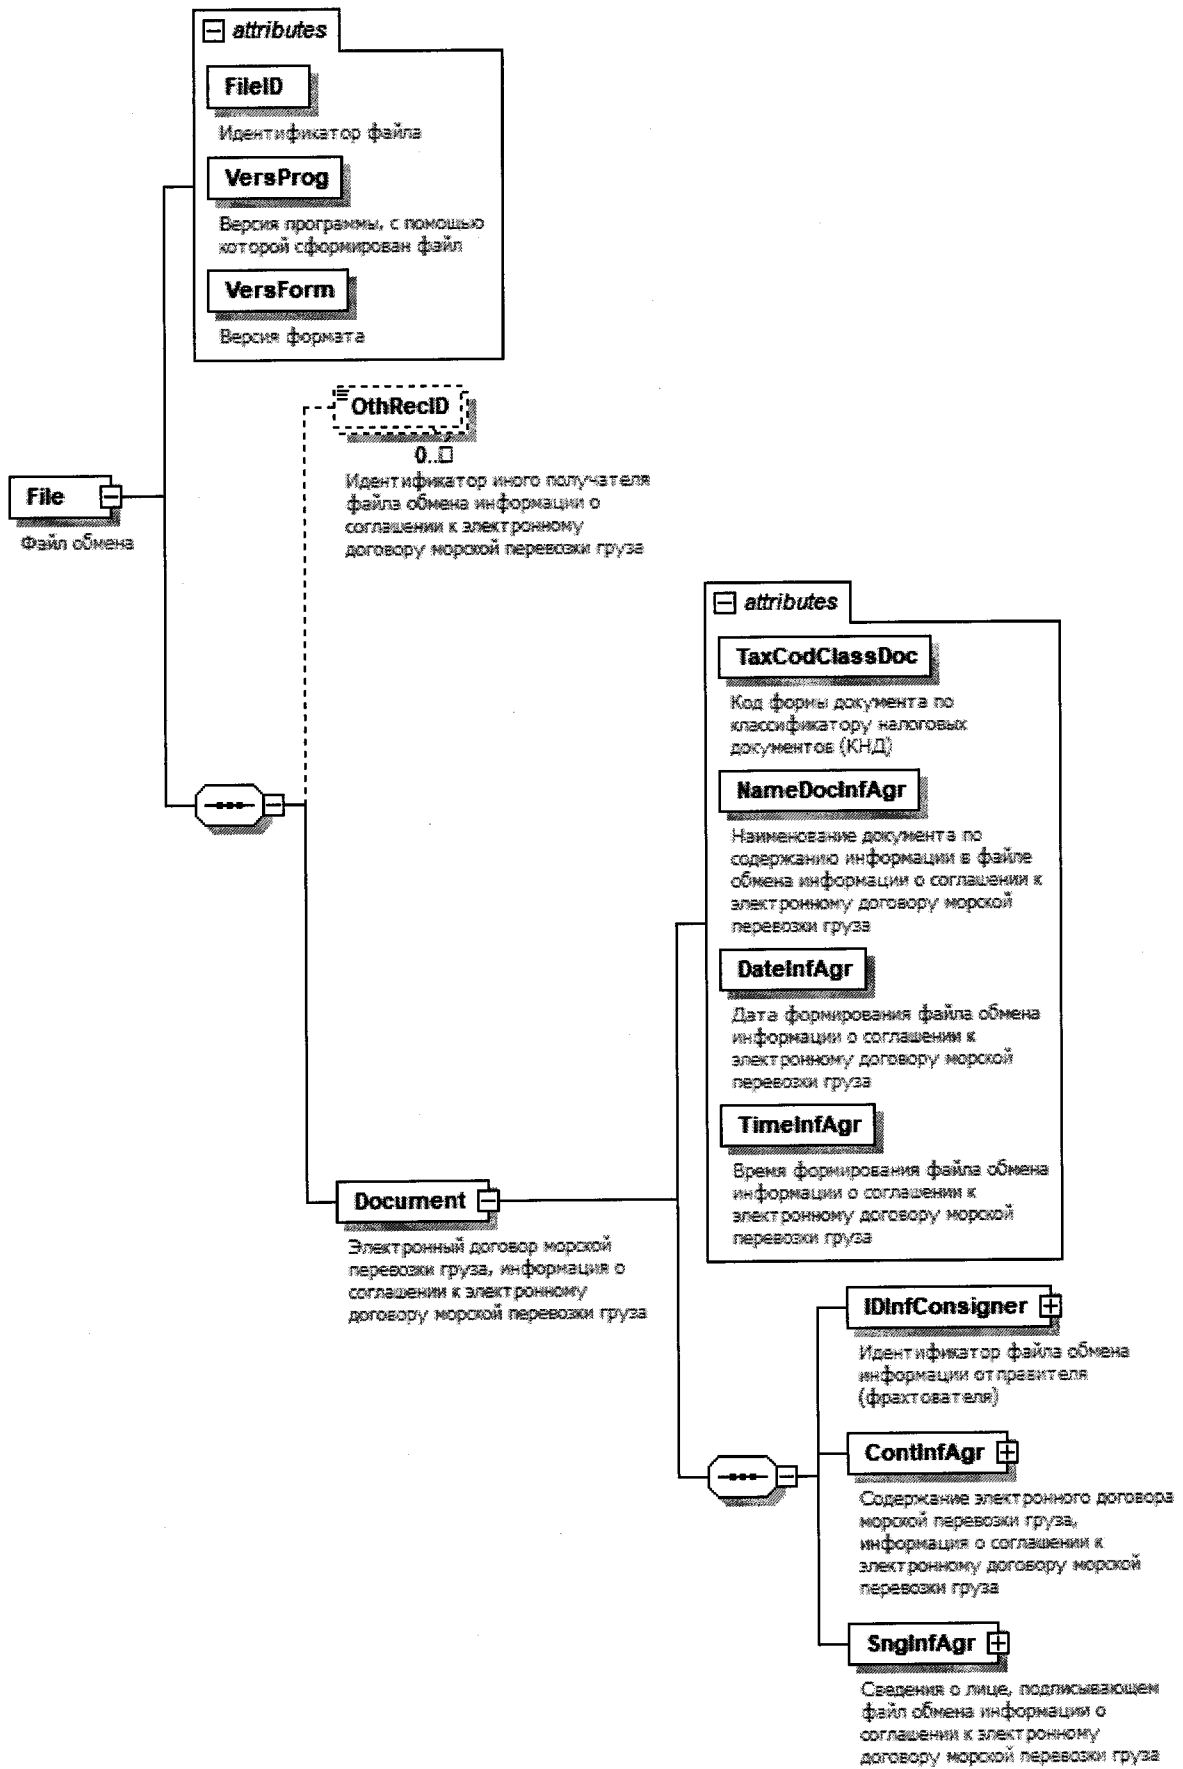 attributes
FileID
Идентификатор файла
VersProg
Версия программы, с помощью
которой сформирован файл
VersForm
Версия формата
OthRecID
0..
Идентификатор иного получателя
файла обмена информации о
соглашении к электронному
договору морской перевозки груза
File
Файл обмена
attributes
TaxCodClassDoc
Код формы документа по
классификатору налоговых
документов (КНД)
NameDocInfAgr
Наименование документа по
содержанию информации в файле
обмена информации о соглашении к
электронному договору морской
перевозки груза
DateInfAgr
Дата формирования файла обмена
информации о соглашении к
электронному договору морской
перевозки груза
TimeInfAgr
Время формирования файла обмена
информации о соглашении к
электронному договору морской
перевозки груза
Document
Электронный договор морской
перевозки груза, информация о
соглашении к электронному
договору морской перевозки груза
IDInfConsigner
Идентификатор файла обмена
информации отправителя
(фрахтователя)
ContInfAgr
Содержание электронного договора
морской перевозки груза,
информация о соглашении к
электронному договору морской
перевозки груза
SngInfAgr
Сведения о лице, подписывающем
файл обмена информации о
соглашении к электронному
договору морской перевозки груза